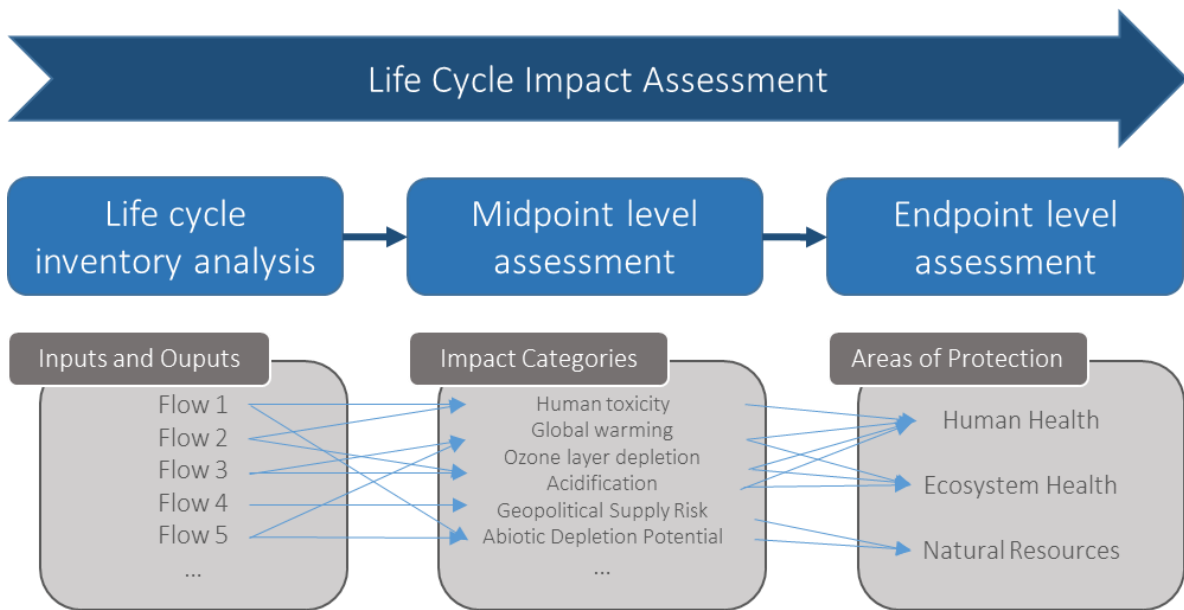 Life Cycle Impact Assessment
Life cycle
inventory analysis
Midpoint level
assessment
Endpoint level
assessment
Inputs and Ouputs
Flow 1
Flow 2
Flow 3
Flow 4
Flow 5
...
Impact Categories
Human toxicity
Global warming
Ozone layer depletion
Acidification
Geopolitical Supply Risk
Abiotic Depletion Potential
...
Areas of Protection
Human Health
Ecosystem Health
Natural Resources